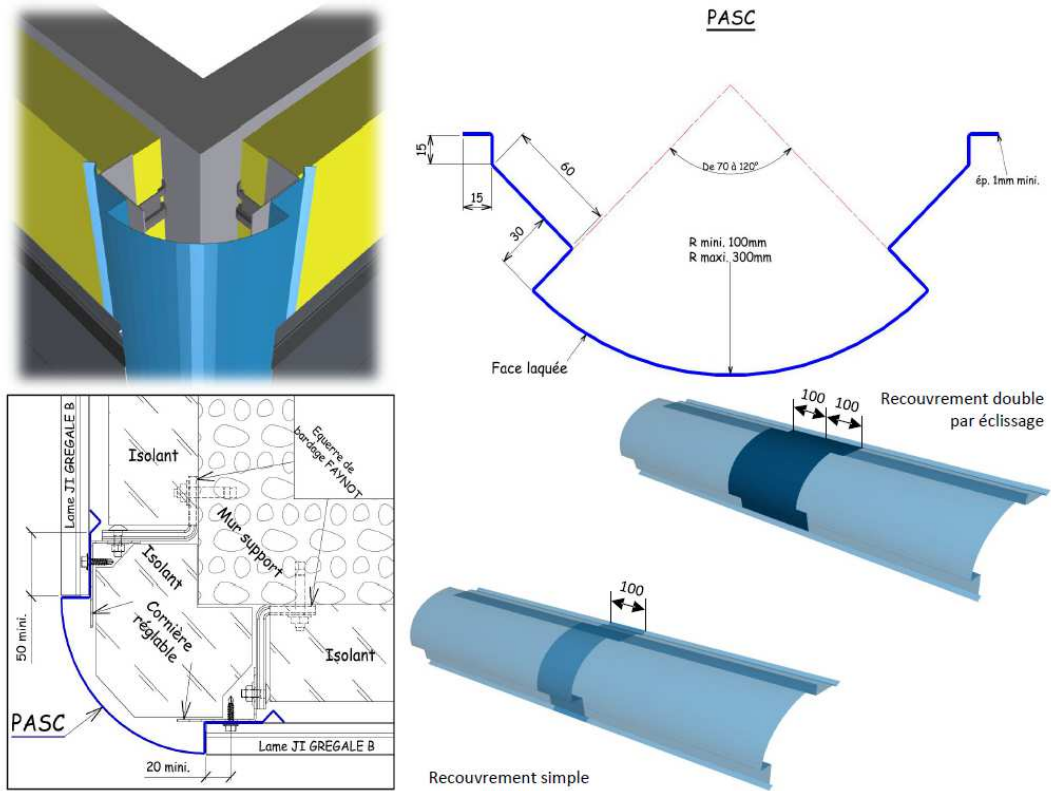 PASC
15
15
60
30
De 70 à 120°
ép. 1mm mini.
R mini. 100mm
R maxi. 300mm
Face laquée
Recouvrement double
par éclissage
100
100
Lame JI GREGALE B
Isolant
Equerre de
bardage FAYNOT
Mur support
Isolant
Cornière
réglable
Isolant
50 mini.
PASC
20 mini.
Lame JI GREGALE B
100
Recouvrement simple